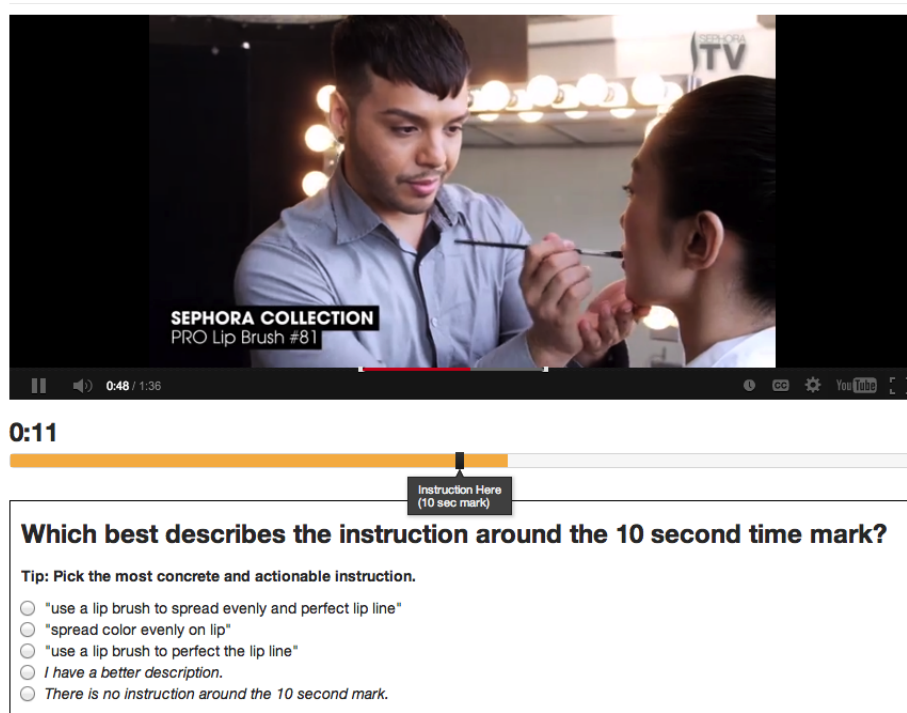 SEPHORA
TV
SEPHORA COLLECTION
PRO Lip Brush #81
0:48 / 1:36
CC
YouTube
0:11
Instruction Here
(10 sec mark)
Which best describes the instruction around the 10 second time mark?
Tip: Pick the most concrete and actionable instruction.
"use a lip brush to spread evenly and perfect lip line"
"spread color evenly on lip"
"use a lip brush to perfect the lip line"
I have a better description.
There is no instruction around the 10 second mark.